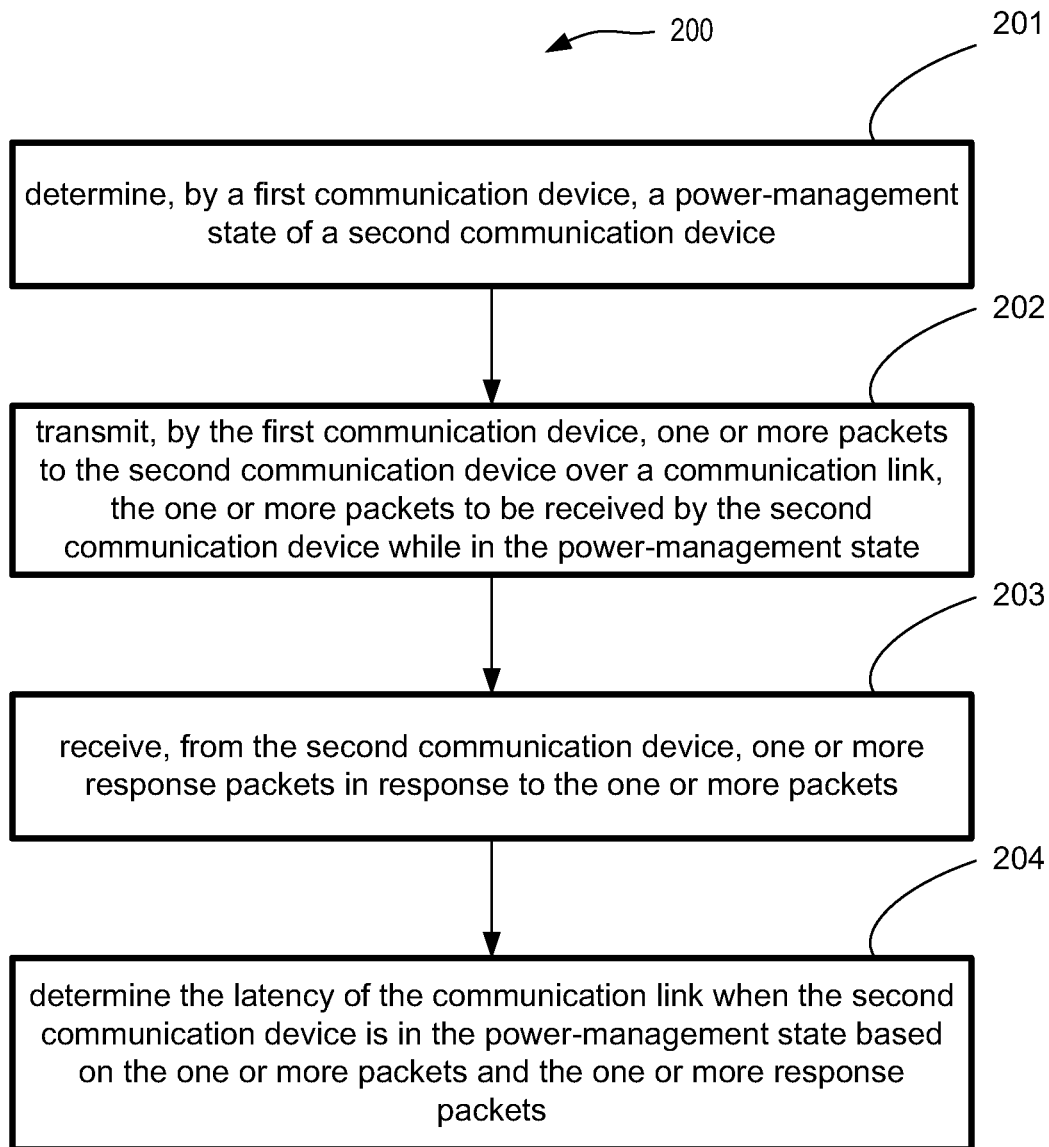 200
201
determine, by a first communication device, a power-management
state of a second communication device
202
transmit, by the first communication device, one or more packets
to the second communication device over a communication link,
the one or more packets to be received by the second
communication device while in the power-management state
203
receive, from the second communication device, one or more
response packets in response to the one or more packets
204
determine the latency of the communication link when the second
communication device is in the power-management state based
on the one or more packets and the one or more response
packets